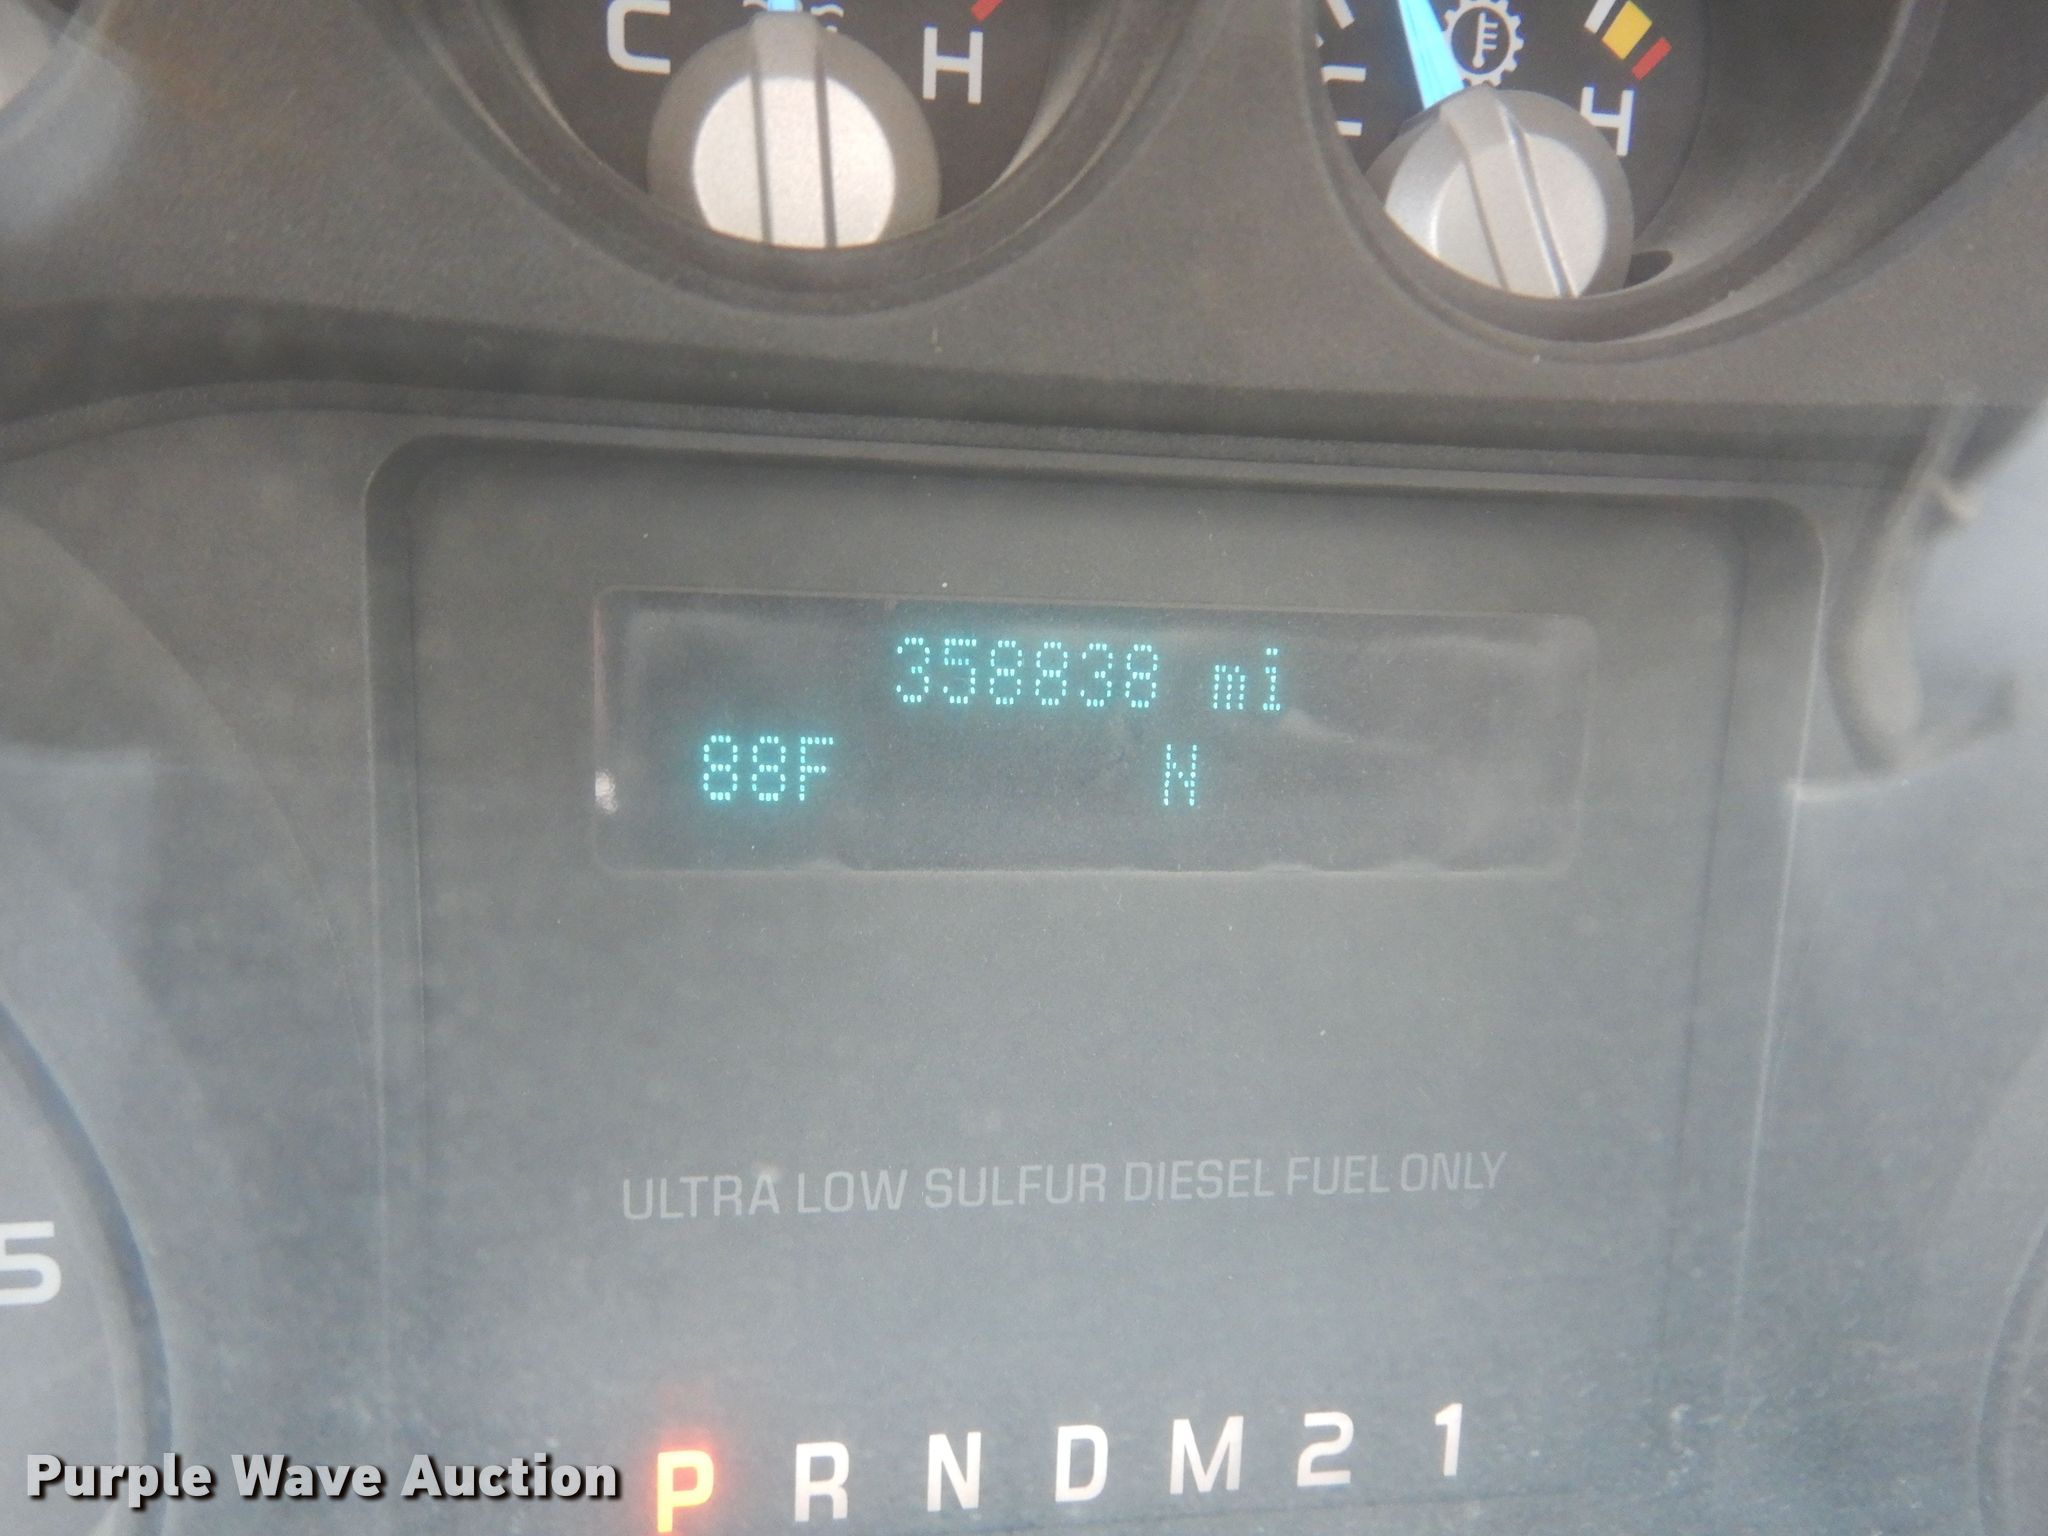 C H
C H
358838 mi
88F N
ULTRA LOW SULFUR DIESEL FUEL ONLY
5
P R N D M 2 1
Purple Wave Auction